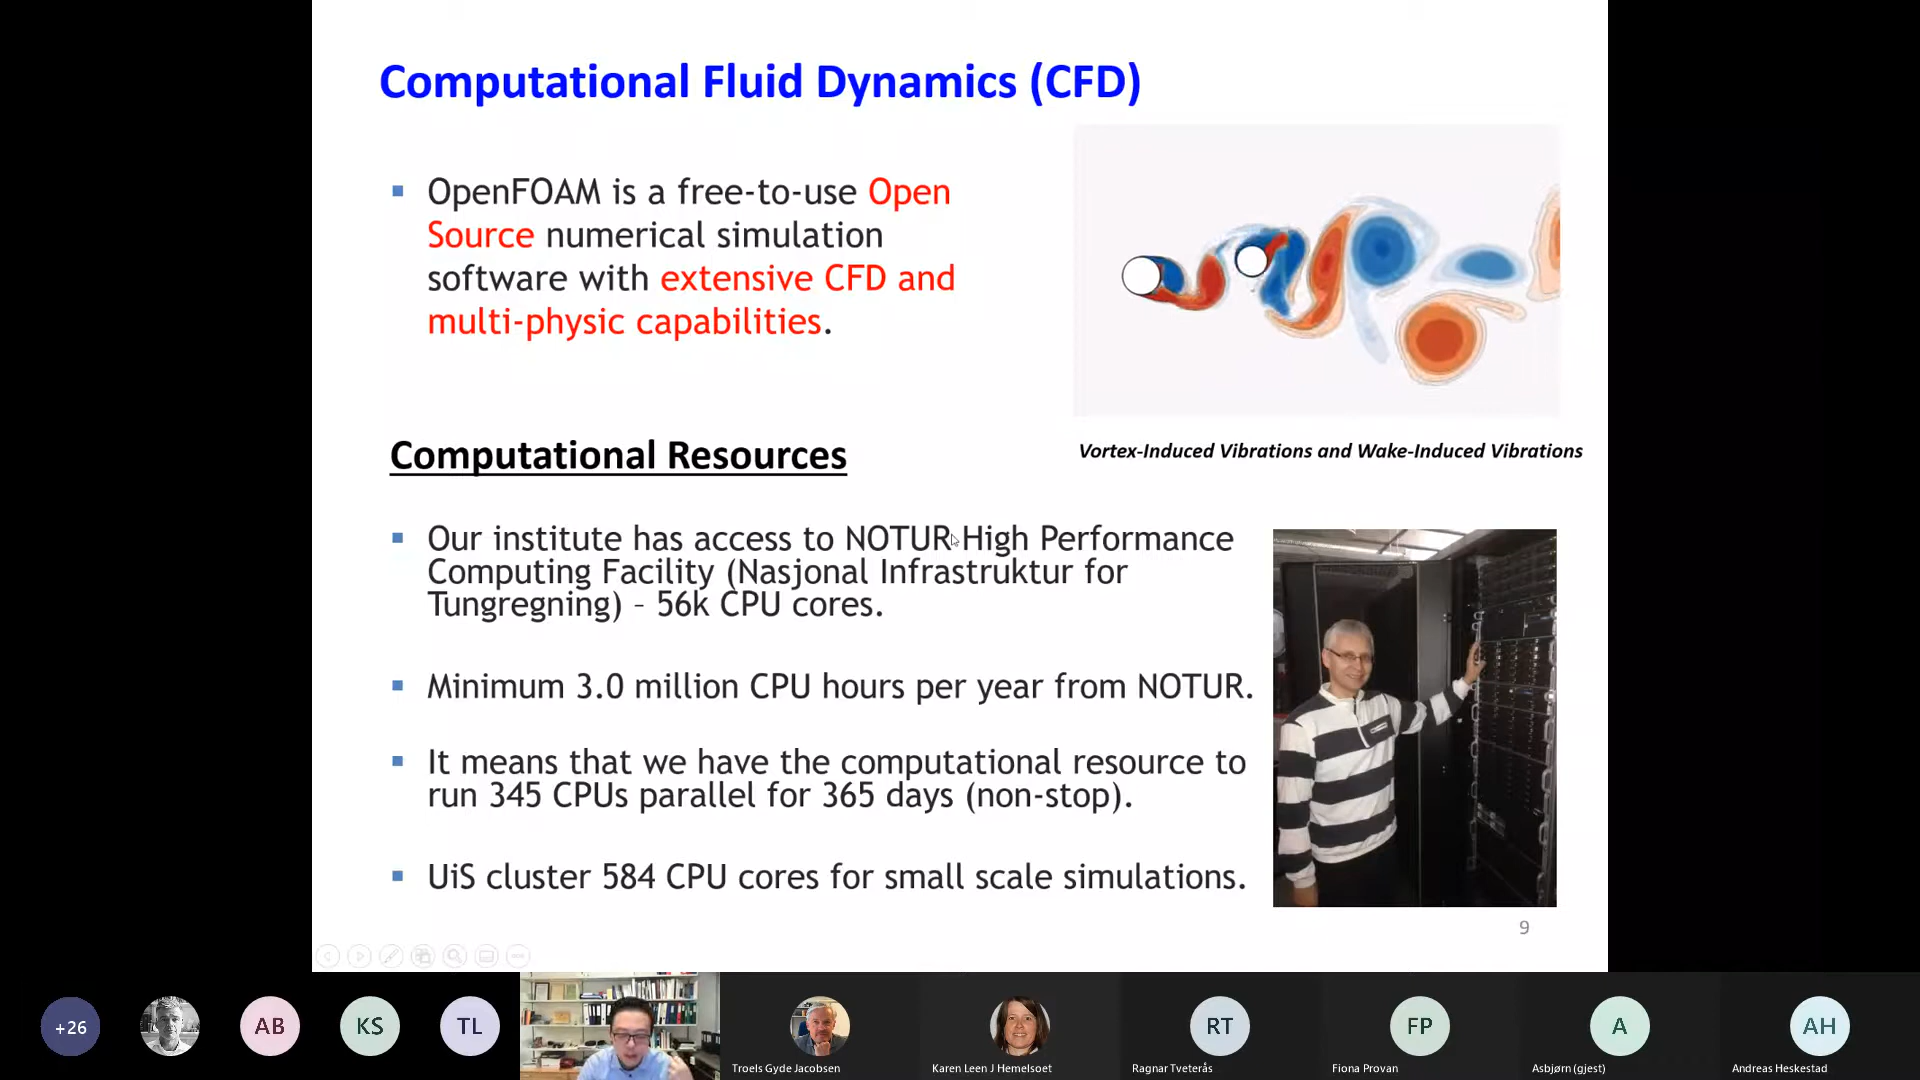 Computational Fluid Dynamics (CFD)
OpenFOAM is a free-to-use Open
Source numerical simulation
software with extensive CFD and
multi-physic capabilities.
Vortex-Induced Vibrations and Wake-Induced Vibrations
Computational Resources
Our institute has access to NOTUR High Performance
Computing Facility (Nasjonal Infrastruktur for
Tungregning) – 56k CPU cores.
Minimum 3.0 million CPU hours per year from NOTUR.
It means that we have the computational resource to
run 345 CPUs parallel for 365 days (non-stop).
UiS cluster 584 CPU cores for small scale simulations.
9
+26
AB
KS
TL
RT
FP
A
AH
Troels Gyde Jacobsen
Karen Leen J Hemelsoet
Ragnar Tveterås
Fiona Provan
Asbjørn (gjest)
Andreas Heskestad